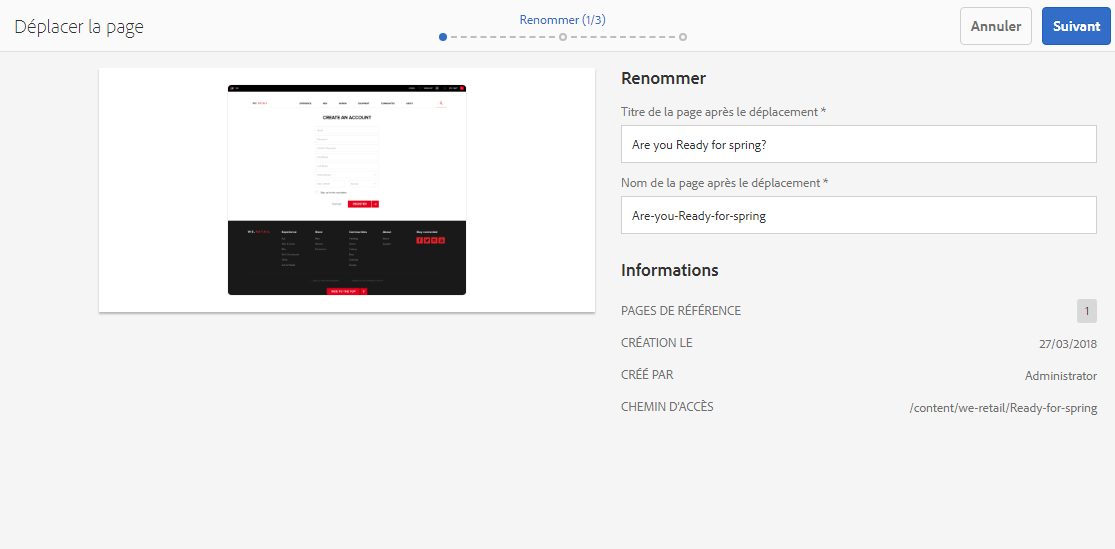 Déplacer la page
Renommer (1/3)
Annuler
Suivant
CREATE AN ACCOUNT
Renommer
Titre de la page après le déplacement *
Are you Ready for spring?
Nom de la page après le déplacement *
Are-you-Ready-for-spring
Informations
PAGES DE RÉFÉRENCE 1
CRÉATION LE 27/03/2018
CRÉÉ PAR Administrator
CHEMIN D'ACCÈS /content/we-retail/Ready-for-spring